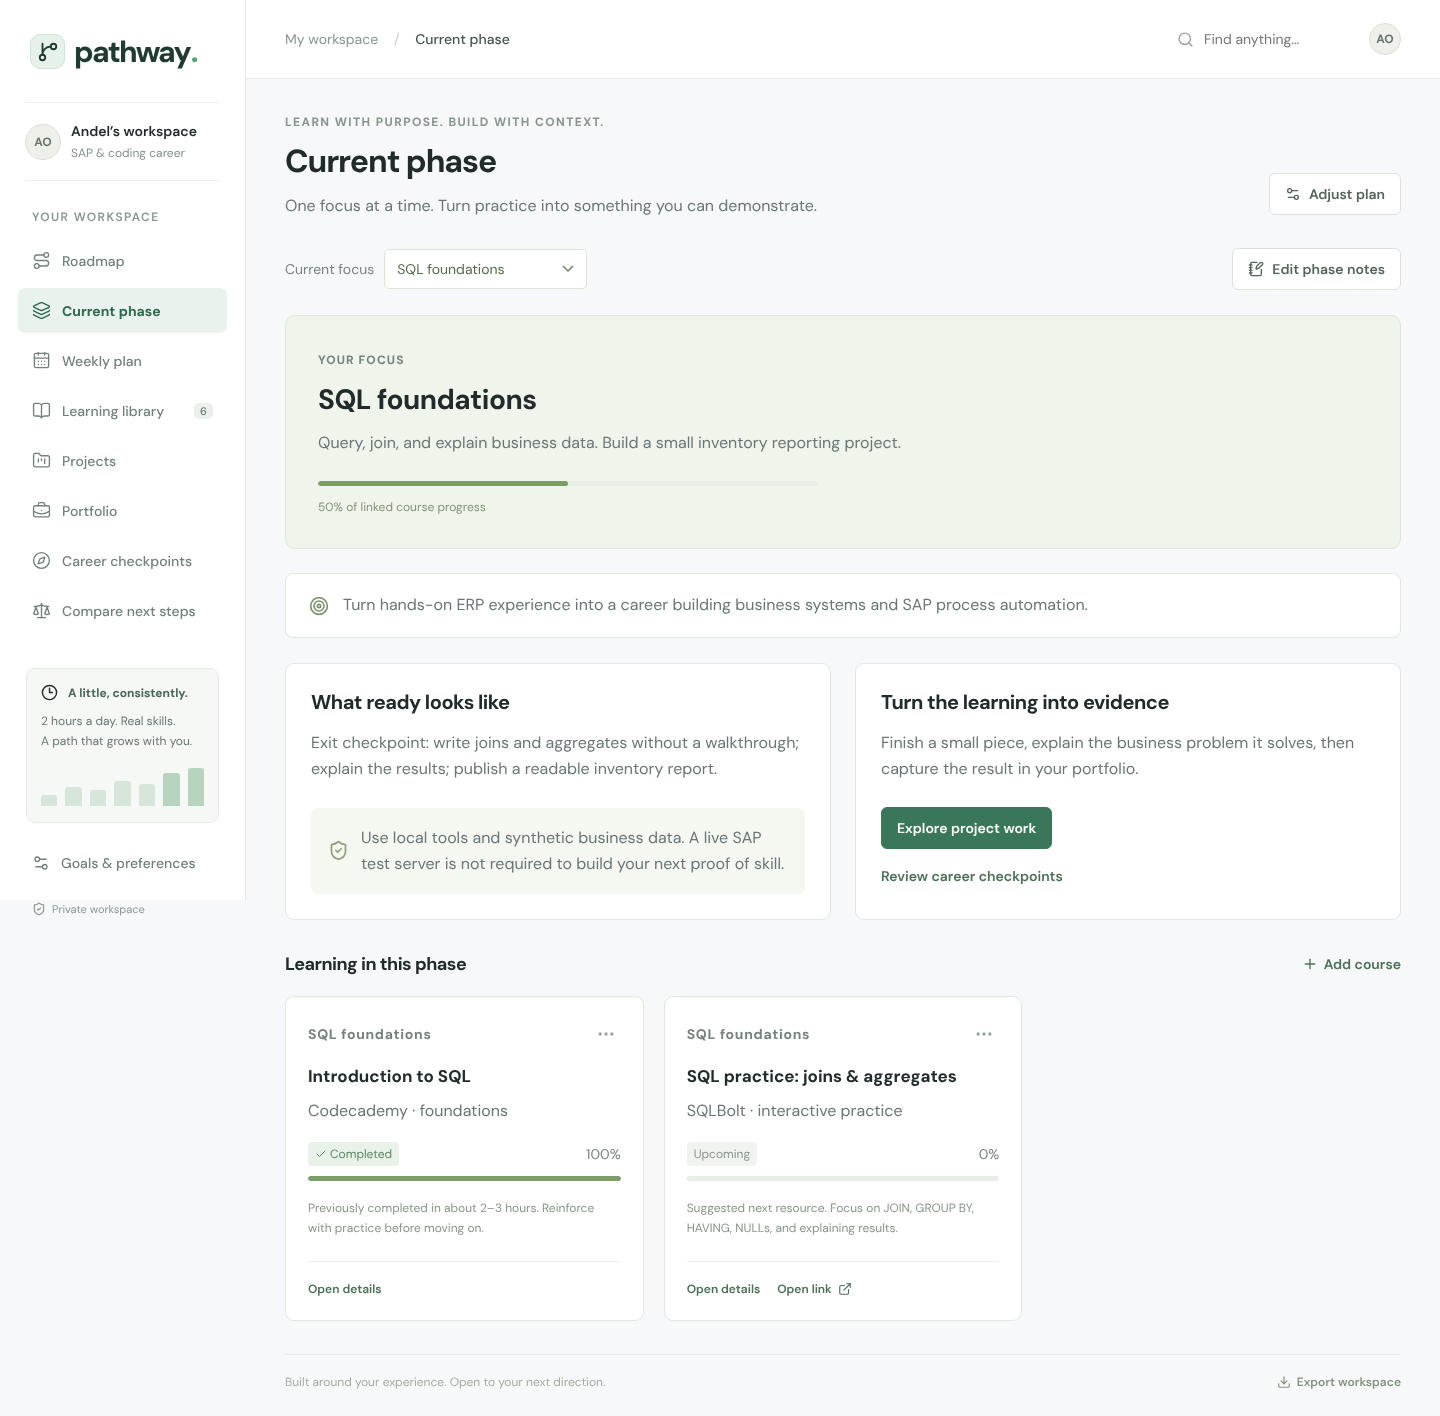 pathway.
AO
Andel's workspace
SAP & coding career
YOUR WORKSPACE
Roadmap
Current phase
Weekly plan
Learning library
6
Projects
Portfolio
Career checkpoints
Compare next steps
A little, consistently.
2 hours a day. Real skills.
A path that grows with you.
Goals & preferences
Private workspace
My workspace / Current phase
Find anything...
AO
LEARN WITH PURPOSE. BUILD WITH CONTEXT.
Current phase
One focus at a time. Turn practice into something you can demonstrate.
Adjust plan
Current focus
SQL foundations
Edit phase notes
YOUR FOCUS
SQL foundations
Query, join, and explain business data. Build a small inventory reporting project.
50% of linked course progress
Turn hands-on ERP experience into a career building business systems and SAP process automation.
What ready looks like
Exit checkpoint: write joins and aggregates without a walkthrough;
explain the results; publish a readable inventory report.
Use local tools and synthetic business data. A live SAP
test server is not required to build your next proof of skill.
Turn the learning into evidence
Finish a small piece, explain the business problem it solves, then
capture the result in your portfolio.
Explore project work
Review career checkpoints
Learning in this phase
Add course
SQL foundations
Introduction to SQL
Codecademy · foundations
Completed
100%
Previously completed in about 2–3 hours. Reinforce
with practice before moving on.
Open details
SQL foundations
SQL practice: joins & aggregates
SQLBolt · interactive practice
Upcoming
0%
Suggested next resource. Focus on JOIN, GROUP BY,
HAVING, NULLs, and explaining results.
Open details
Open link
Built around your experience. Open to your next direction.
Export workspace